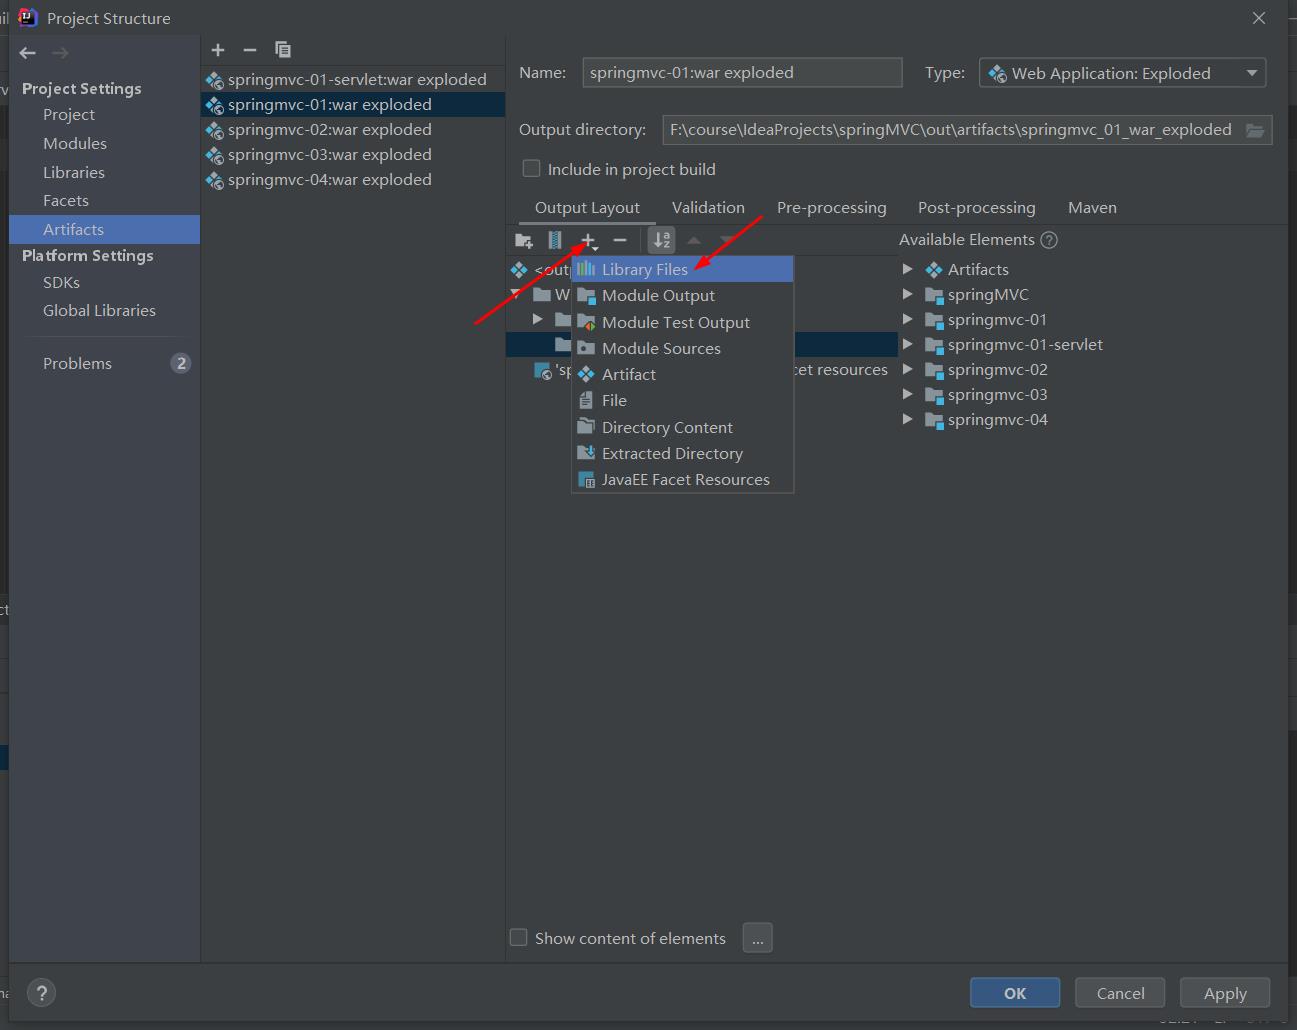 Project Structure
Project Settings
Project
Modules
Libraries
Facets
Artifacts
Platform Settings
SDKs
Global Libraries
Problems 2
springmvc-01-servlet:war exploded
springmvc-01:war exploded
springmvc-02:war exploded
springmvc-03:war exploded
springmvc-04:war exploded
Name: springmvc-01:war exploded Type: Web Application: Exploded
Output directory: F:\course\IdeaProjects\springMVC\out\artifacts\springmvc_01_war_exploded
Include in project build
Output Layout Validation Pre-processing Post-processing Maven
Library Files
Module Output
Module Test Output
Module Sources
Artifact
File
Directory Content
Extracted Directory
JavaEE Facet Resources
resources
Available Elements ?
Artifacts
springMVC
springmvc-01
springmvc-01-servlet
springmvc-02
springmvc-03
springmvc-04
Show content of elements ...
? OK Cancel Apply